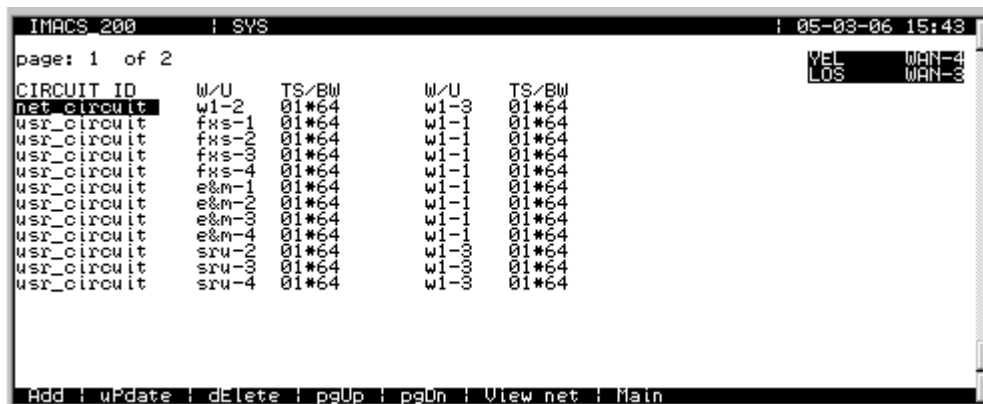 IMACS_200 ¦ SYS ¦ 05-03-06 15:43
page: 1 of 2 YEL WAN-4
LOS WAN-3
CIRCUIT ID W/U TS/BW W/U TS/BW
net_circuit w1-2 01*64 w1-3 01*64
usr_circuit fxs-1 01*64 w1-1 01*64
usr_circuit fxs-2 01*64 w1-1 01*64
usr_circuit fxs-3 01*64 w1-1 01*64
usr_circuit fxs-4 01*64 w1-1 01*64
usr_circuit e&m-1 01*64 w1-1 01*64
usr_circuit e&m-2 01*64 w1-1 01*64
usr_circuit e&m-3 01*64 w1-1 01*64
usr_circuit e&m-4 01*64 w1-1 01*64
usr_circuit sru-2 01*64 w1-3 01*64
usr_circuit sru-3 01*64 w1-3 01*64
usr_circuit sru-4 01*64 w1-3 01*64
Add ¦ uPdate ¦ dElete ¦ pgUp ¦ pgDn ¦ View net ¦ Main